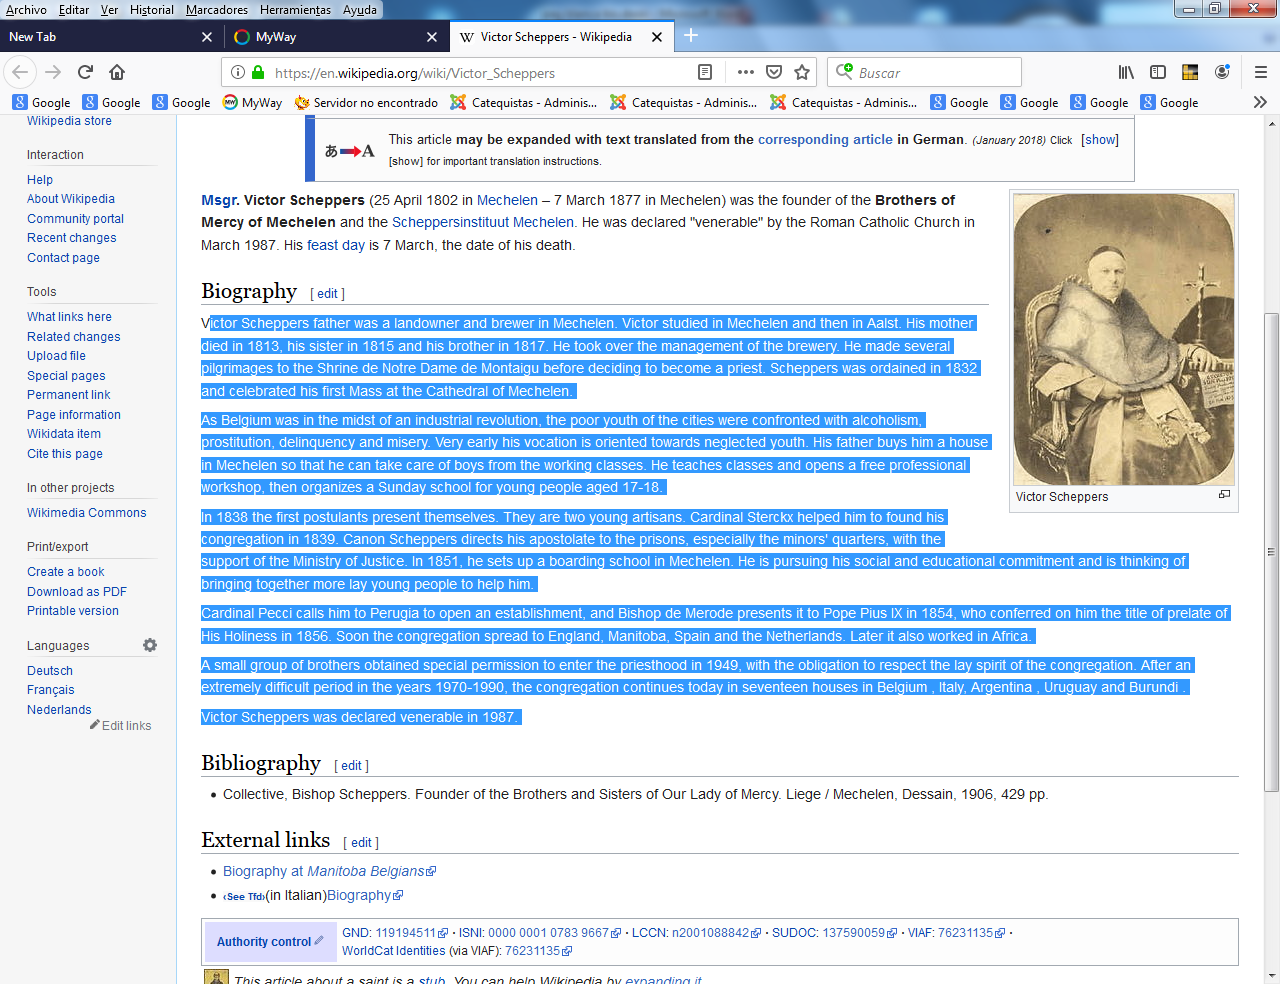 Archivo Editar Ver Historial Marcadores Herramientas Ayuda
New Tab
MyWay
Victor Scheppers - Wikipedia
https://en.wikipedia.org/wiki/Victor_Scheppers
Buscar
Google Google Google MyWay Servidor no encontrado Catequistas - Adminis... Catequistas - Adminis... Catequistas - Adminis... Google Google Google Google
Wikipedia store
Interaction
Help
About Wikipedia
Community portal
Recent changes
Contact page
Tools
What links here
Related changes
Upload file
Special pages
Permanent link
Page information
Wikidata item
Cite this page
In other projects
Wikimedia Commons
Print/export
Create a book
Download as PDF
Printable version
Languages
Deutsch
Français
Nederlands
Edit links
あ A
This article may be expanded with text translated from the corresponding article in German. (January 2018) Click [show]
[show] for important translation instructions.
Msgr. Victor Scheppers (25 April 1802 in Mechelen – 7 March 1877 in Mechelen) was the founder of the Brothers of
Mercy of Mechelen and the Scheppersinstituut Mechelen. He was declared "venerable" by the Roman Catholic Church in
March 1987. His feast day is 7 March, the date of his death.
Victor Scheppers
Biography [ edit ]
Victor Scheppers father was a landowner and brewer in Mechelen. Victor studied in Mechelen and then in Aalst. His mother
died in 1813, his sister in 1815 and his brother in 1817. He took over the management of the brewery. He made several
pilgrimages to the Shrine de Notre Dame de Montaigu before deciding to become a priest. Scheppers was ordained in 1832
and celebrated his first Mass at the Cathedral of Mechelen.
As Belgium was in the midst of an industrial revolution, the poor youth of the cities were confronted with alcoholism,
prostitution, delinquency and misery. Very early his vocation is oriented towards neglected youth. His father buys him a house
in Mechelen so that he can take care of boys from the working classes. He teaches classes and opens a free professional
workshop, then organizes a Sunday school for young people aged 17-18.
In 1838 the first postulants present themselves. They are two young artisans. Cardinal Sterckx helped him to found his
congregation in 1839. Canon Scheppers directs his apostolate to the prisons, especially the minors' quarters, with the
support of the Ministry of Justice. In 1851, he sets up a boarding school in Mechelen. He is pursuing his social and educational commitment and is thinking of
bringing together more lay young people to help him.
Cardinal Pecci calls him to Perugia to open an establishment, and Bishop de Merode presents it to Pope Pius IX in 1854, who conferred on him the title of prelate of
His Holiness in 1856. Soon the congregation spread to England, Manitoba, Spain and the Netherlands. Later it also worked in Africa.
A small group of brothers obtained special permission to enter the priesthood in 1949, with the obligation to respect the lay spirit of the congregation. After an
extremely difficult period in the years 1970-1990, the congregation continues today in seventeen houses in Belgium , Italy, Argentina , Uruguay and Burundi .
Victor Scheppers was declared venerable in 1987.
Bibliography [ edit ]
Collective, Bishop Scheppers. Founder of the Brothers and Sisters of Our Lady of Mercy. Liege / Mechelen, Dessain, 1906, 429 pp.
External links [ edit ]
Biography at Manitoba Belgians
‹See Tfd›(in Italian)Biography
Authority control
GND: 119194511 · ISNI: 0000 0001 0783 9667 · LCCN: n2001088842 · SUDOC: 137590059 · VIAF: 76231135 ·
WorldCat Identities (via VIAF): 76231135
This article about a saint is a stub. You can help Wikipedia by expanding it.